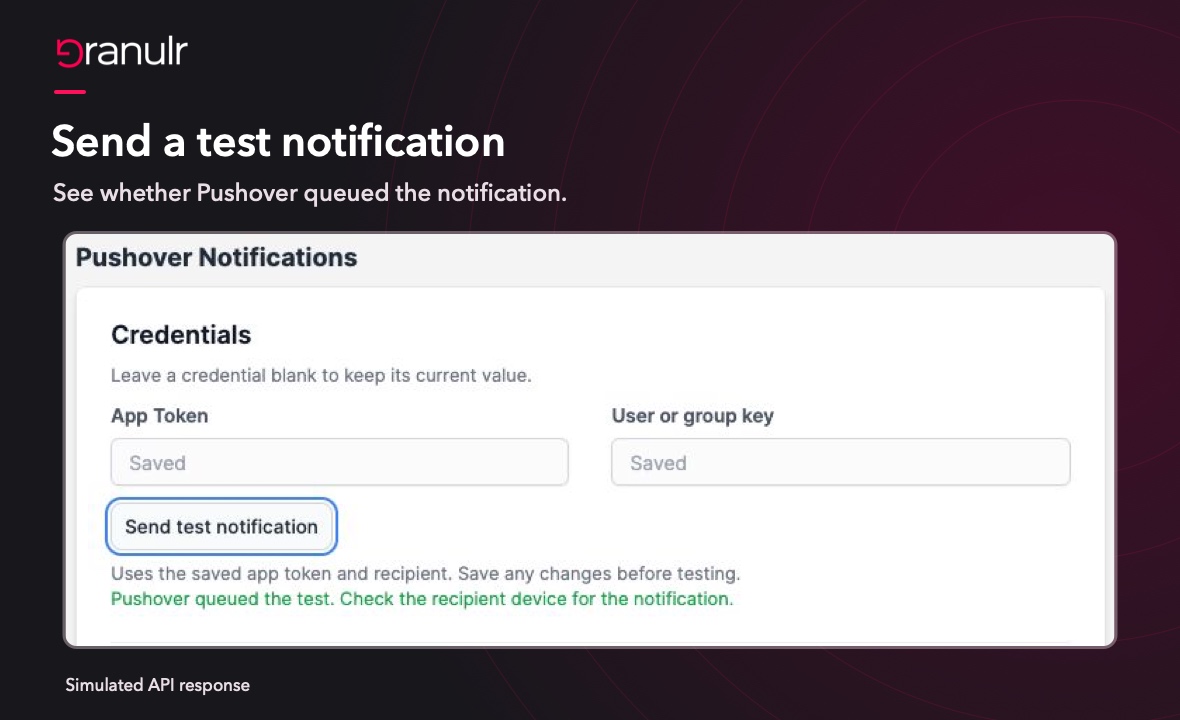 Granulr
Send a test notification
See whether Pushover queued the notification.
Pushover Notifications
Credentials
Leave a credential blank to keep its current value.
App Token
User or group key
Saved
Saved
Send test notification
Uses the saved app token and recipient. Save any changes before testing.
Pushover queued the test. Check the recipient device for the notification.
Simulated API response